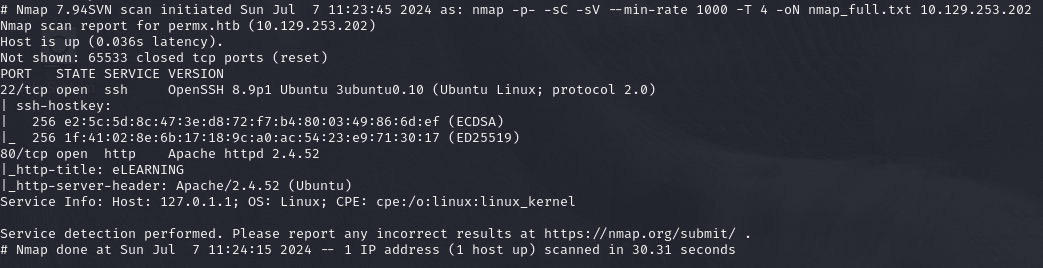 # Nmap 7.94SVN scan initiated Sun Jul  7 11:23:45 2024 as: nmap -p- -sC -sV --min-rate 1000 -T 4 -oN nmap_full.txt 10.129.253.202
Nmap scan report for permx.htb (10.129.253.202)
Host is up (0.036s latency).
Not shown: 65533 closed tcp ports (reset)
PORT   STATE SERVICE VERSION
22/tcp open  ssh     OpenSSH 8.9p1 Ubuntu 3ubuntu0.10 (Ubuntu Linux; protocol 2.0)
| ssh-hostkey:
|   256 e2:5c:5d:8c:47:3e:d8:72:f7:b4:80:03:49:86:6d:ef (ECDSA)
|_  256 1f:41:02:8e:6b:17:18:9c:a0:ac:54:23:e9:71:30:17 (ED25519)
80/tcp open  http    Apache httpd 2.4.52
|_http-title: eLEARNING
|_http-server-header: Apache/2.4.52 (Ubuntu)
Service Info: Host: 127.0.1.1; OS: Linux; CPE: cpe:/o:linux:linux_kernel

Service detection performed. Please report any incorrect results at https://nmap.org/submit/ .
# Nmap done at Sun Jul  7 11:24:15 2024 -- 1 IP address (1 host up) scanned in 30.31 seconds